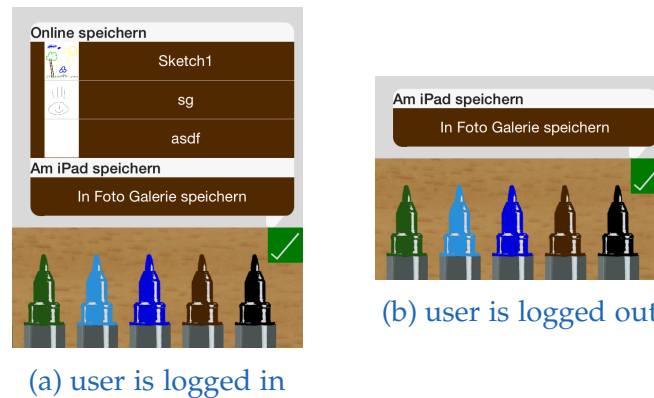 Online speichern
Sketch1
sg
asdf
Am iPad speichern
In Foto Galerie speichern
(a) user is logged in
Am iPad speichern
In Foto Galerie speichern
(b) user is logged out